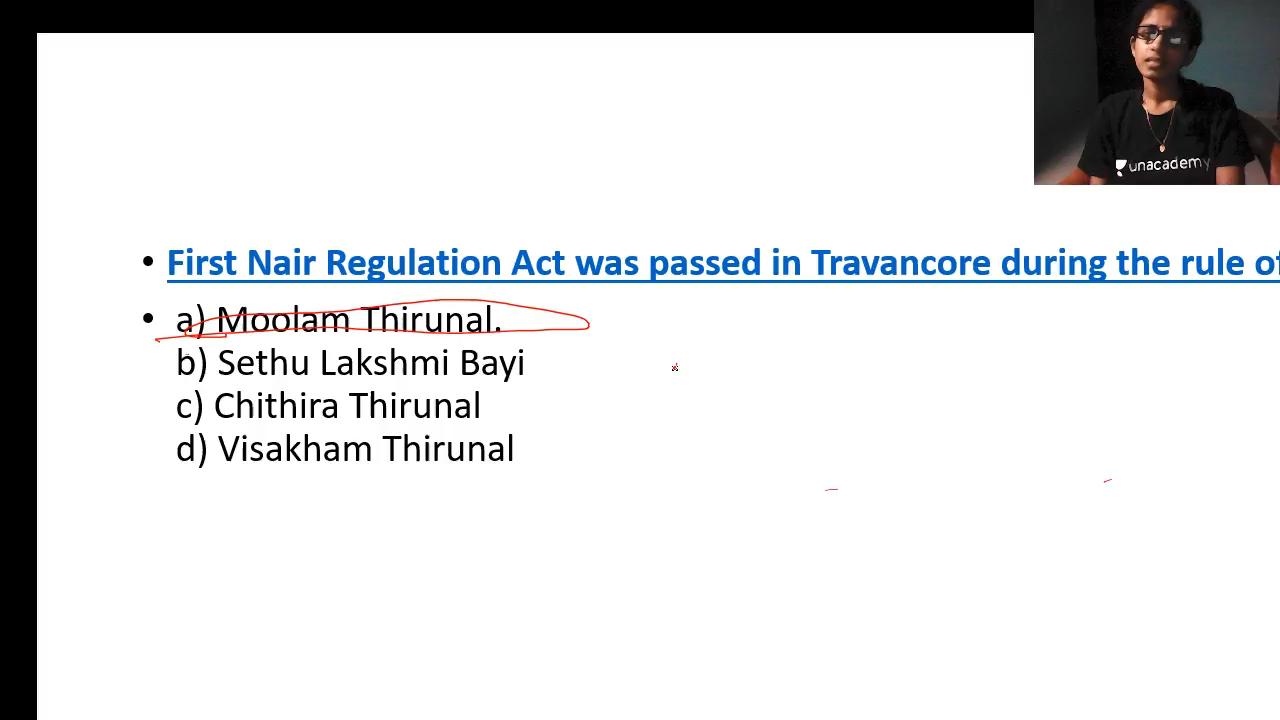 unacademy
• First Nair Regulation Act was passed in Travancore during the rule of
• a) Moolam Thirunal.
b) Sethu Lakshmi Bayi
c) Chithira Thirunal
d) Visakham Thirunal